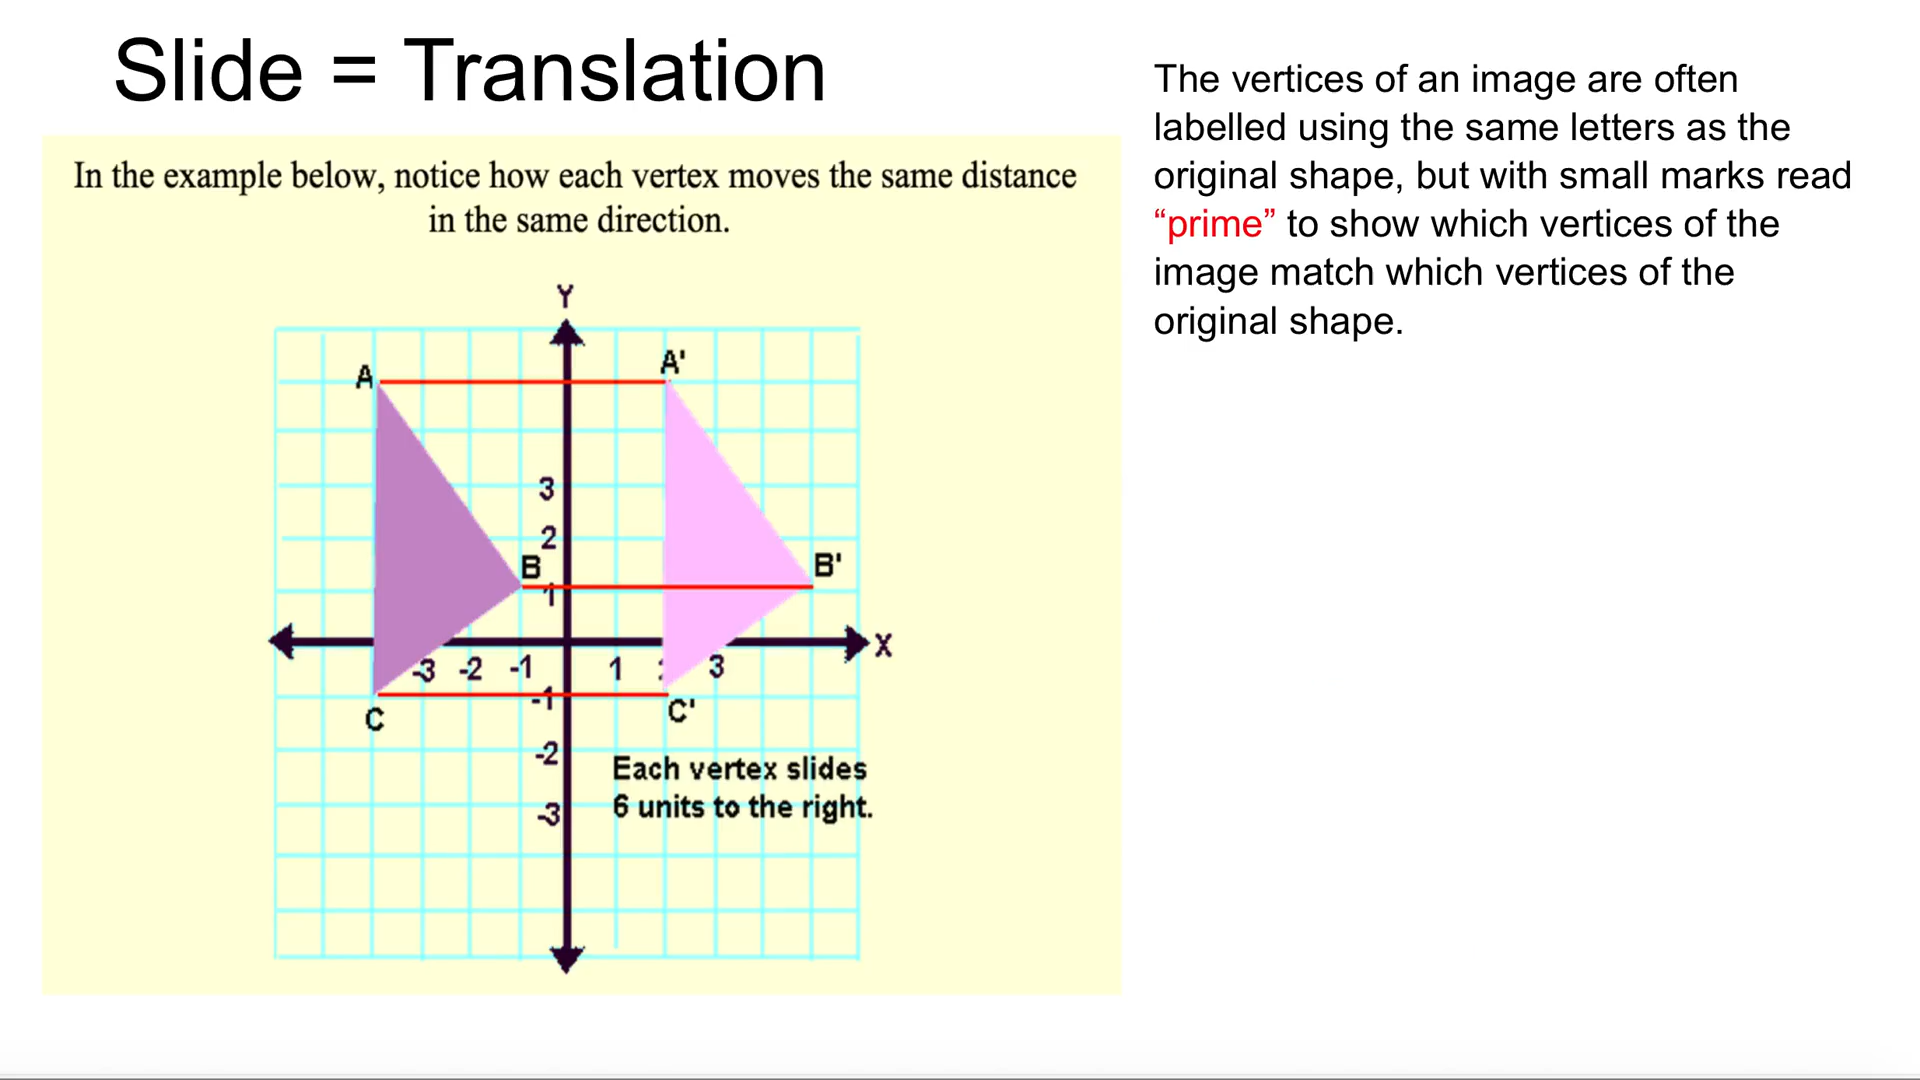 Slide = Translation
In the example below, notice how each vertex moves the same distance
in the same direction.
The vertices of an image are often
labelled using the same letters as the
original shape, but with small marks read
“prime” to show which vertices of the
image match which vertices of the
original shape.
Y
A
A'
3
2
B
B'
1
X
-3 -2 -1 1 3
-1
C
C'
-2
Each vertex slides
6 units to the right.
-3